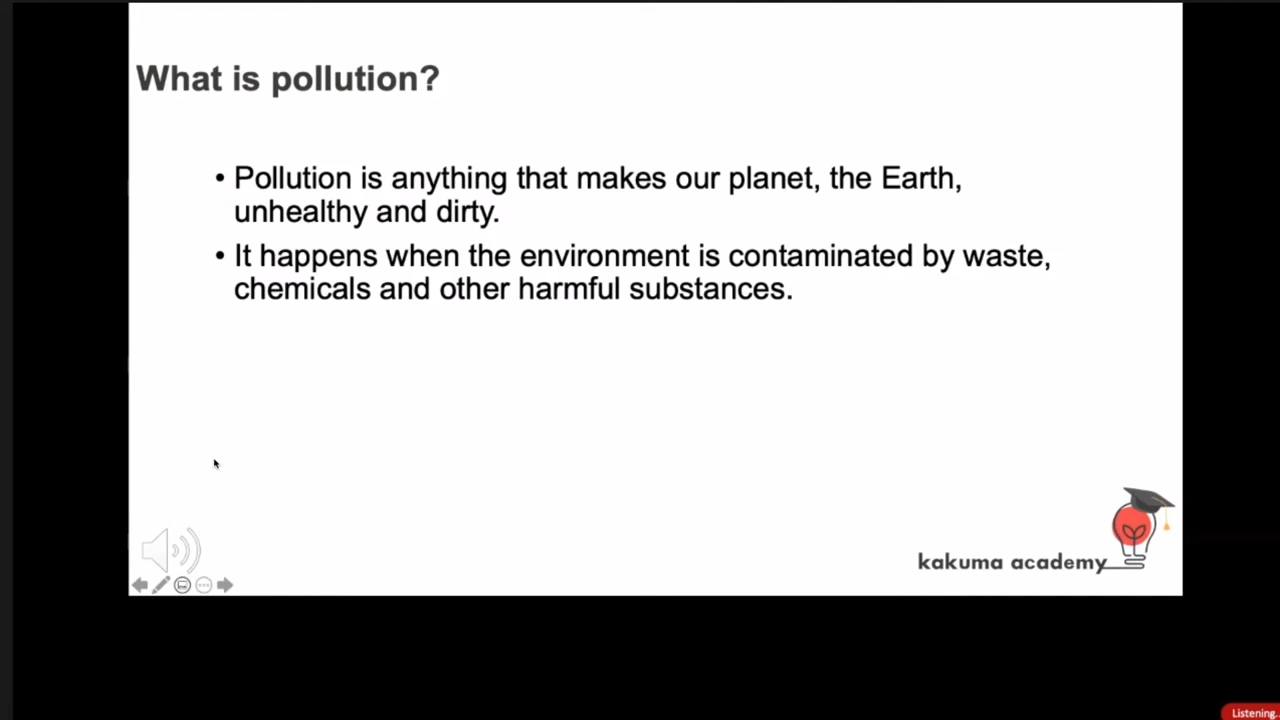 What is pollution?
• Pollution is anything that makes our planet, the Earth,
unhealthy and dirty.
• It happens when the environment is contaminated by waste,
chemicals and other harmful substances.
kakuma academy
Listening.